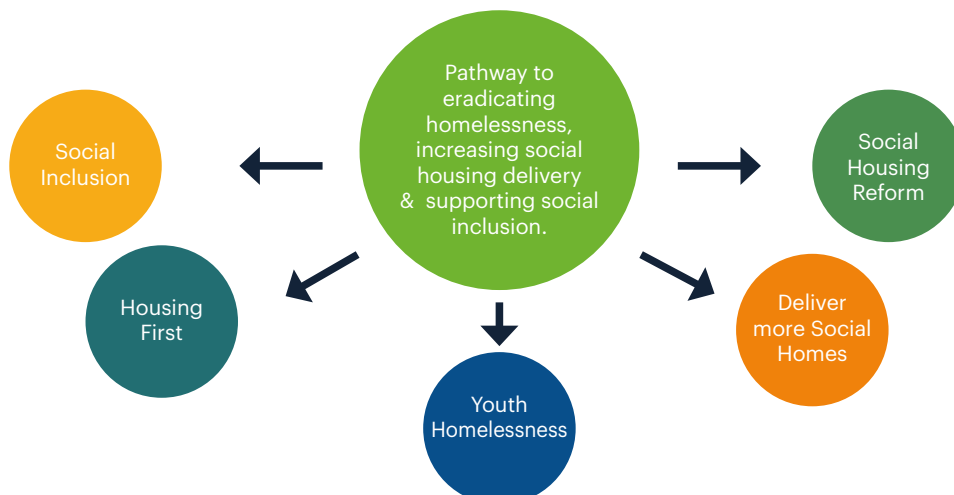 Pathway to
eradicating
homelessness,
increasing social
housing delivery
& supporting social
inclusion.
Social
Inclusion
Social
Housing
Reform
Housing
First
Deliver
more Social
Homes
Youth
Homelessness